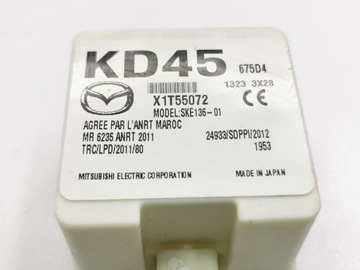 KD45 675D4
1323 3X28
X1T55072 CE
MODEL:SKE136-01
AGREE PAR L'ANRT MAROC
MR 6235 ANRT 2011 24933/SDPPI/2012
TRC/LPD/2011/80 1953
MITSUBISHI ELECTRIC CORPORATION MADE IN JAPAN